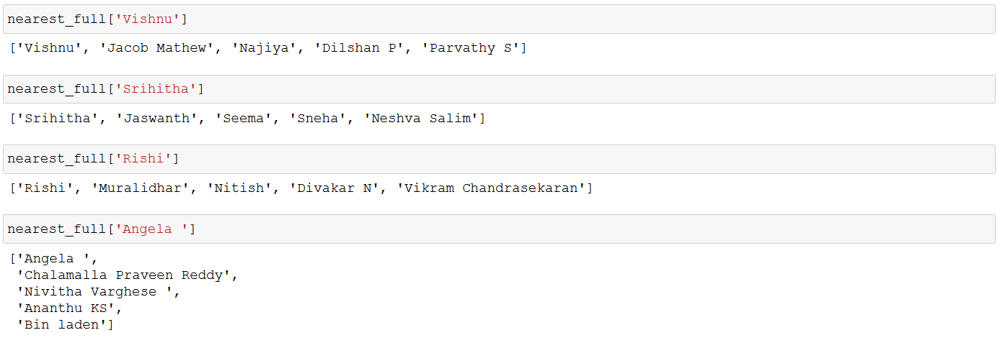 nearest_full['Vishnu']
['Vishnu', 'Jacob Mathew', 'Najiya', 'Dilshan P', 'Parvathy S']
nearest_full['Srihitha']
['Srihitha', 'Jaswanth', 'Seema', 'Sneha', 'Neshva Salim']
nearest_full['Rishi']
['Rishi', 'Muralidhar', 'Nitish', 'Divakar N', 'Vikram Chandrasekaran']
nearest_full['Angela ']
['Angela ',
 'Chalamalla Praveen Reddy',
 'Nivitha Varghese ',
 'Ananthu KS',
 'Bin laden']